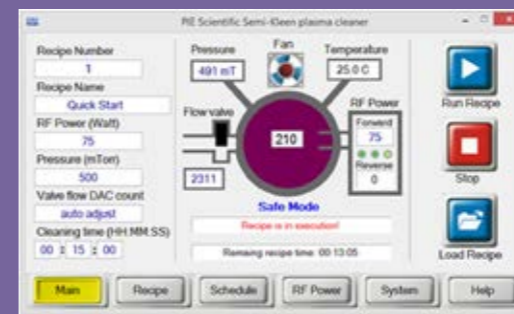 PIE Scientific Semi-Kleen plasma cleaner
Recipe Number
1
Recipe Name
Quick Start
RF Power (Watt)
75
Pressure (mTorr)
500
Valve flow DAC count
auto adjust
Cleaning time (HH:MM:SS)
00 : 15 : 00
Pressure
491 mT
Fan
Temperature
25.0 C
Flow valve
2311
210
RF Power
Forward
75
Reverse
0
Safe Mode
Recipe is in execution!
Remaing recipe time: 00:13:05
Run Recipe
Stop
Load Recipe
Main
Recipe
Schedule
RF Power
System
Help